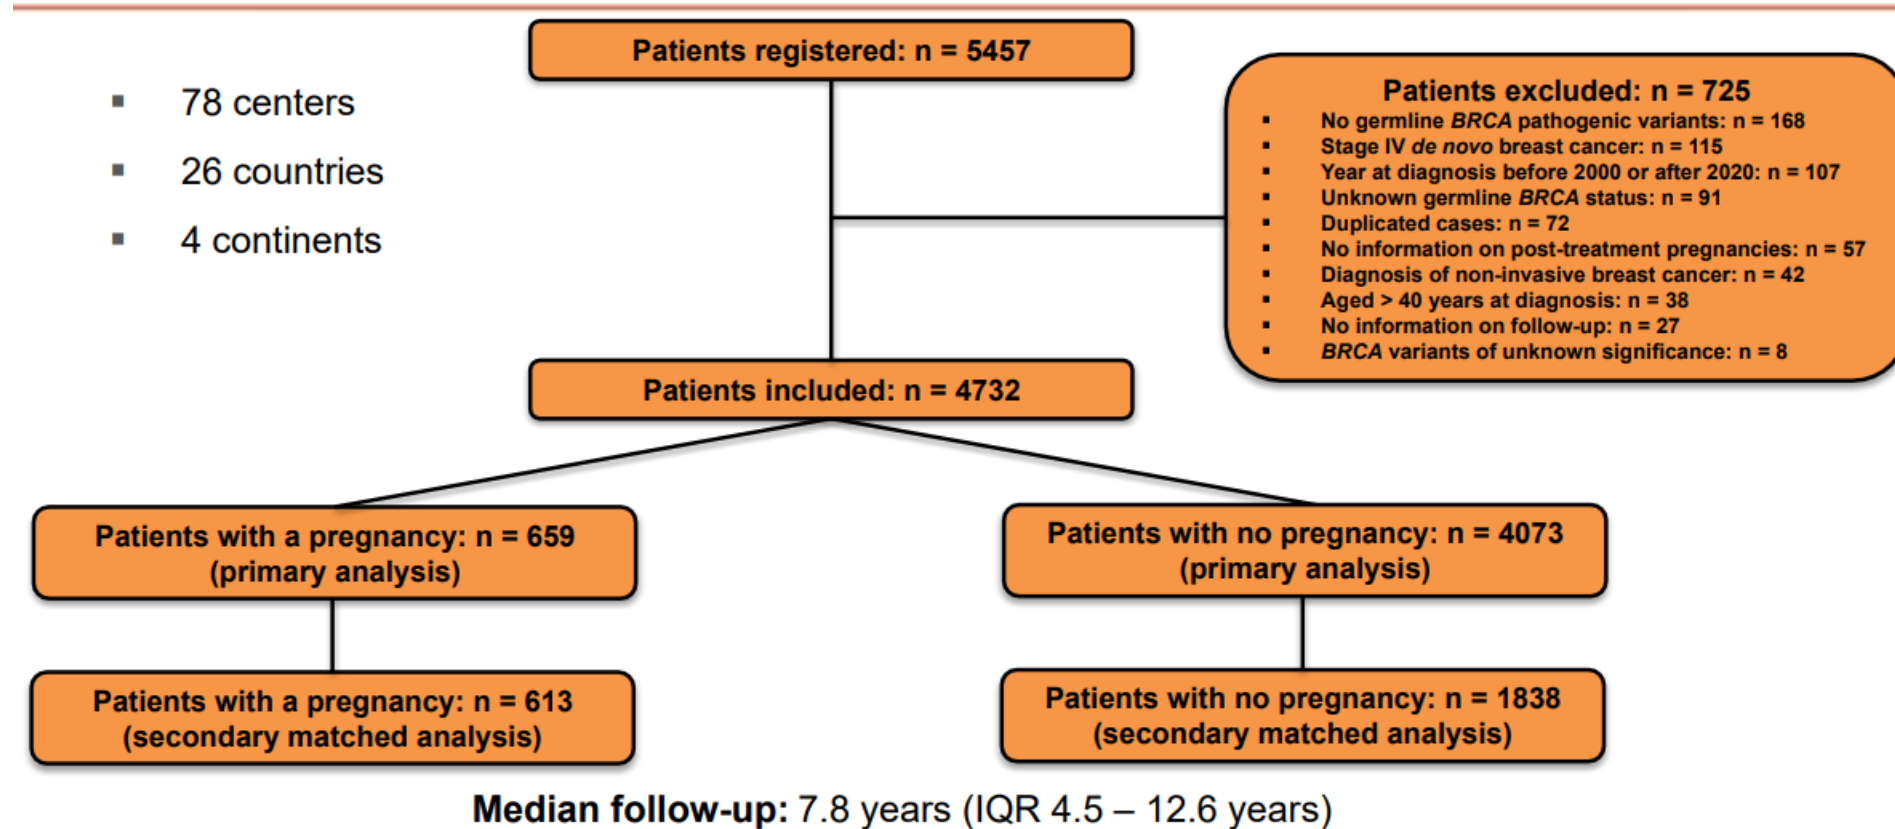 Patients registered: n = 5457
▪ 78 centers
▪ 26 countries
▪ 4 continents
Patients excluded: n = 725
▪ No germline BRCA pathogenic variants: n = 168
▪ Stage IV de novo breast cancer: n = 115
▪ Year at diagnosis before 2000 or after 2020: n = 107
▪ Unknown germline BRCA status: n = 91
▪ Duplicated cases: n = 72
▪ No information on post-treatment pregnancies: n = 57
▪ Diagnosis of non-invasive breast cancer: n = 42
▪ Aged > 40 years at diagnosis: n = 38
▪ No information on follow-up: n = 27
▪ BRCA variants of unknown significance: n = 8
Patients included: n = 4732
Patients with a pregnancy: n = 659
(primary analysis)
Patients with no pregnancy: n = 4073
(primary analysis)
Patients with a pregnancy: n = 613
(secondary matched analysis)
Patients with no pregnancy: n = 1838
(secondary matched analysis)
Median follow-up: 7.8 years (IQR 4.5 – 12.6 years)